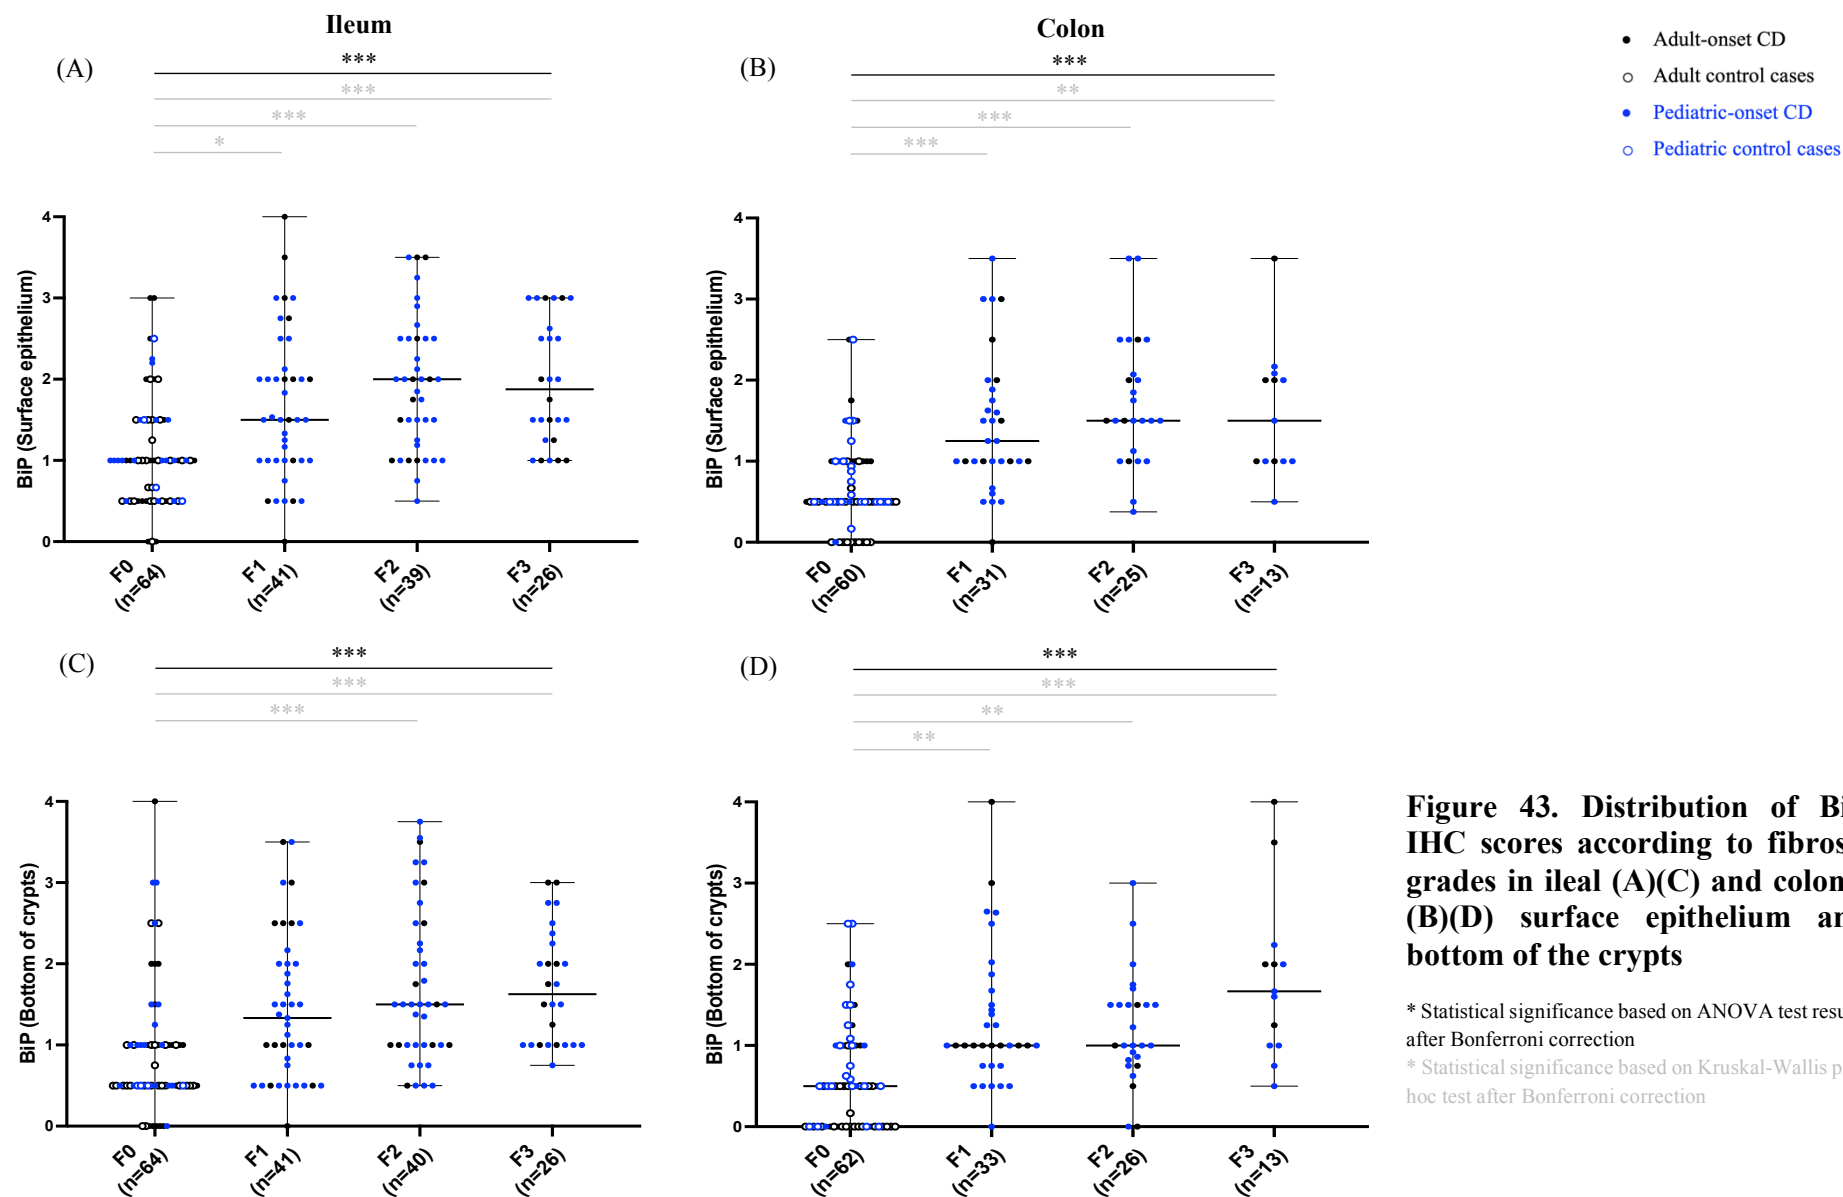 Ileum
Colon
Adult-onset CD
Adult control cases
Pediatric-onset CD
Pediatric control cases
(A)
***
***
***
*
BiP (Surface epithelium)
4
3
2
1
0
F0 (n=64)
F1 (n=41)
F2 (n=39)
F3 (n=26)
(B)
***
**
***
***
BiP (Surface epithelium)
4
3
2
1
0
F0 (n=60)
F1 (n=31)
F2 (n=25)
F3 (n=13)
(C)
***
***
***
BiP (Bottom of crypts)
4
3
2
1
0
F0 (n=64)
F1 (n=41)
F2 (n=40)
F3 (n=26)
(D)
***
***
**
**
BiP (Bottom of crypts)
4
3
2
1
0
F0 (n=62)
F1 (n=33)
F2 (n=26)
F3 (n=13)
Figure 43. Distribution of
IHC scores according to
grades in ileal (A)(C) and
(B)(D) surface epithelium
bottom of the crypts
* Statistical significance based on ANOVA test
after Bonferroni correction
* Statistical significance based on Kruskal-Wallis
hoc test after Bonferroni correction